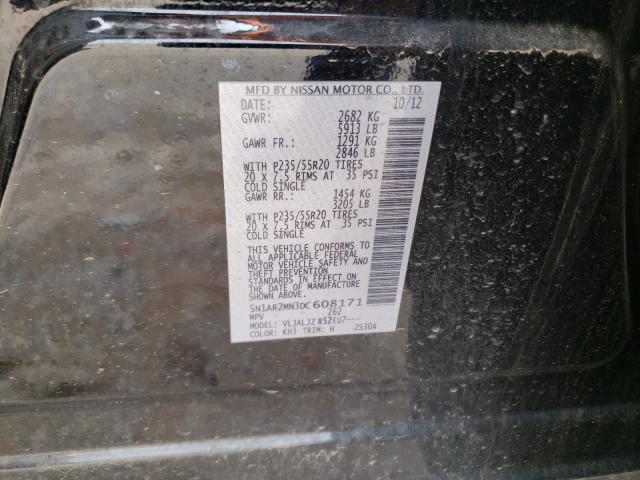 MFD BY NISSAN MOTOR CO., LTD.
DATE: 10/12
GVWR: 2682 KG
5913 LB
GAWR FR.: 1291 KG
2846 LB
WITH P235/55R20 TIRES
20 X 7.5 RIMS AT 35 PSI
COLD SINGLE
GAWR RR.: 1454 KG
3205 LB
WITH P235/55R20 TIRES
20 X 7.5 RIMS AT 35 PSI
COLD SINGLE
THIS VEHICLE CONFORMS TO
ALL APPLICABLE FEDERAL
MOTOR VEHICLE SAFETY AND
THEFT PREVENTION
STANDARDS IN EFFECT ON THE
DATE OF MANUFACTURE
5N1AR2MN3DC608171
MPV 262
MODEL: VLJALJZ R52EU7---
COLOR: KH3 TRIM: H ZS30A